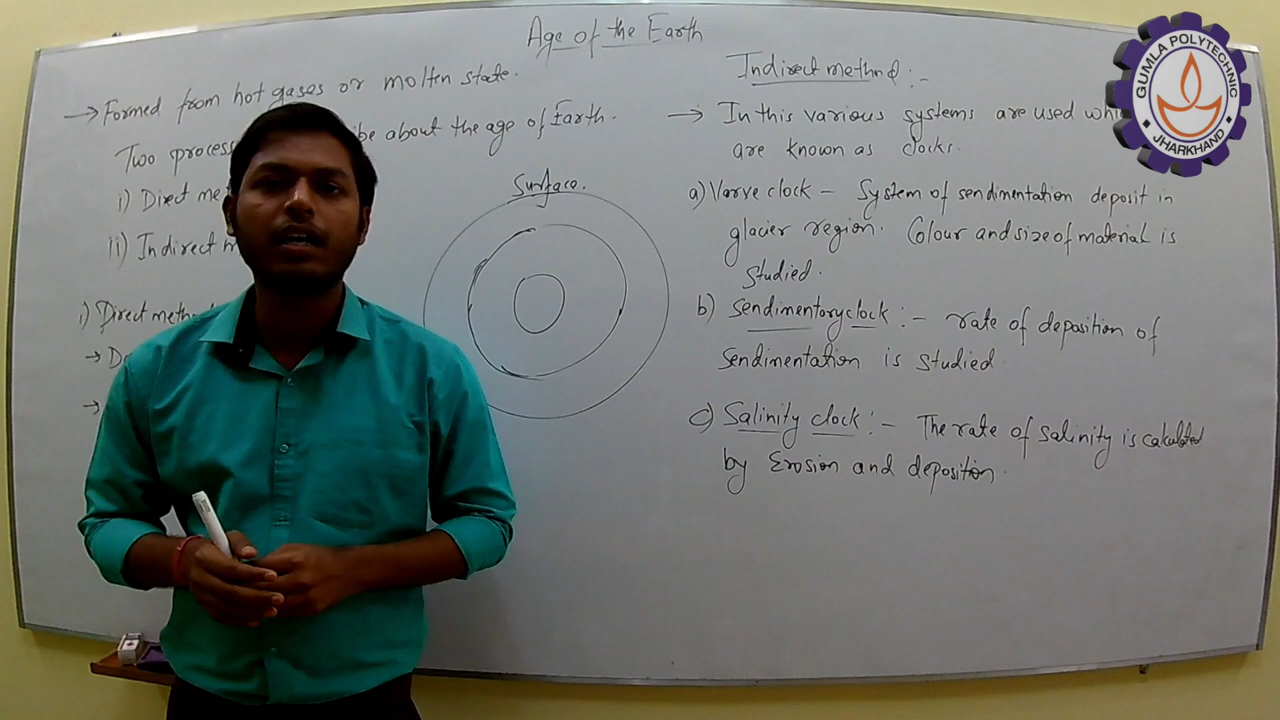 Age of the Earth
→ Formed from hot gases or molten state.
Two process be about the age of Earth.
i) Direct me
ii) Indirect m
i) Direct metho
→ D
→
Surface.
Indirect method :-
→ In this various systems are used whi
are known as clocks.
a) Varve clock - System of sendimentation deposit in
glacier region. Colour and size of material is
studied.
b) Sendimentory clock :- rate of deposition of
Sendimentation is studied
c) Salinity clock :- The rate of salinity is calculated
by Erosion and deposition.
GUMLA POLYTECHNIC
JHARKHAND